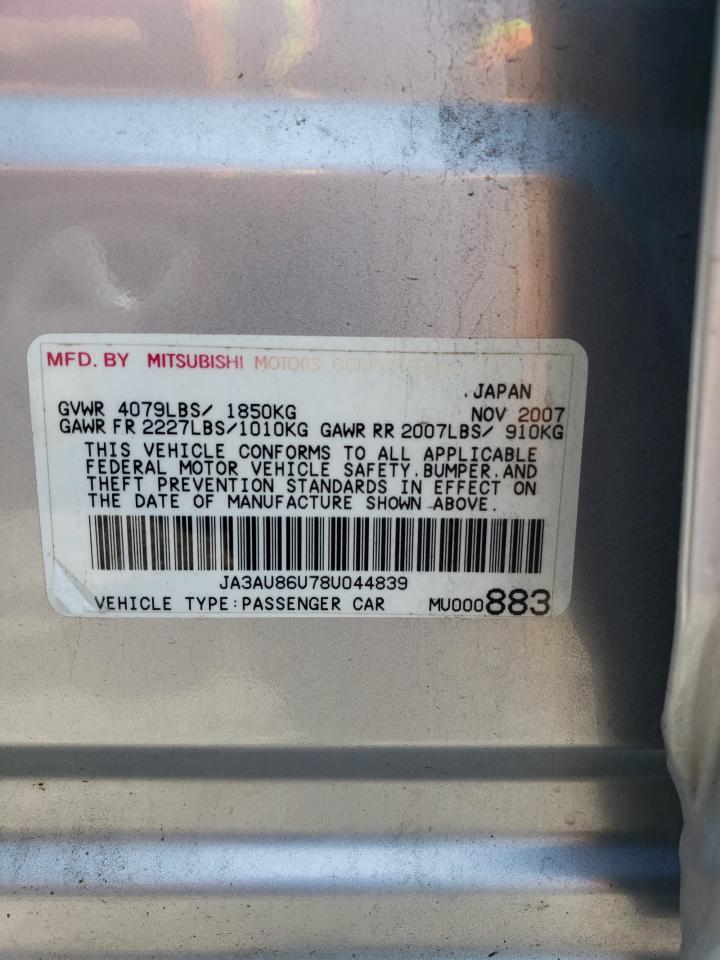 MFD. BY MITSUBISHI MOTORS CORPORATION
JAPAN
GVWR 4079LBS/ 1850KG NOV 2007
GAWR FR 2227LBS/1010KG GAWR RR 2007LBS/ 910KG
THIS VEHICLE CONFORMS TO ALL APPLICABLE
FEDERAL MOTOR VEHICLE SAFETY, BUMPER, AND
THEFT PREVENTION STANDARDS IN EFFECT ON
THE DATE OF MANUFACTURE SHOWN ABOVE.
JA3AU86U78U044839
VEHICLE TYPE:PASSENGER CAR MU000883